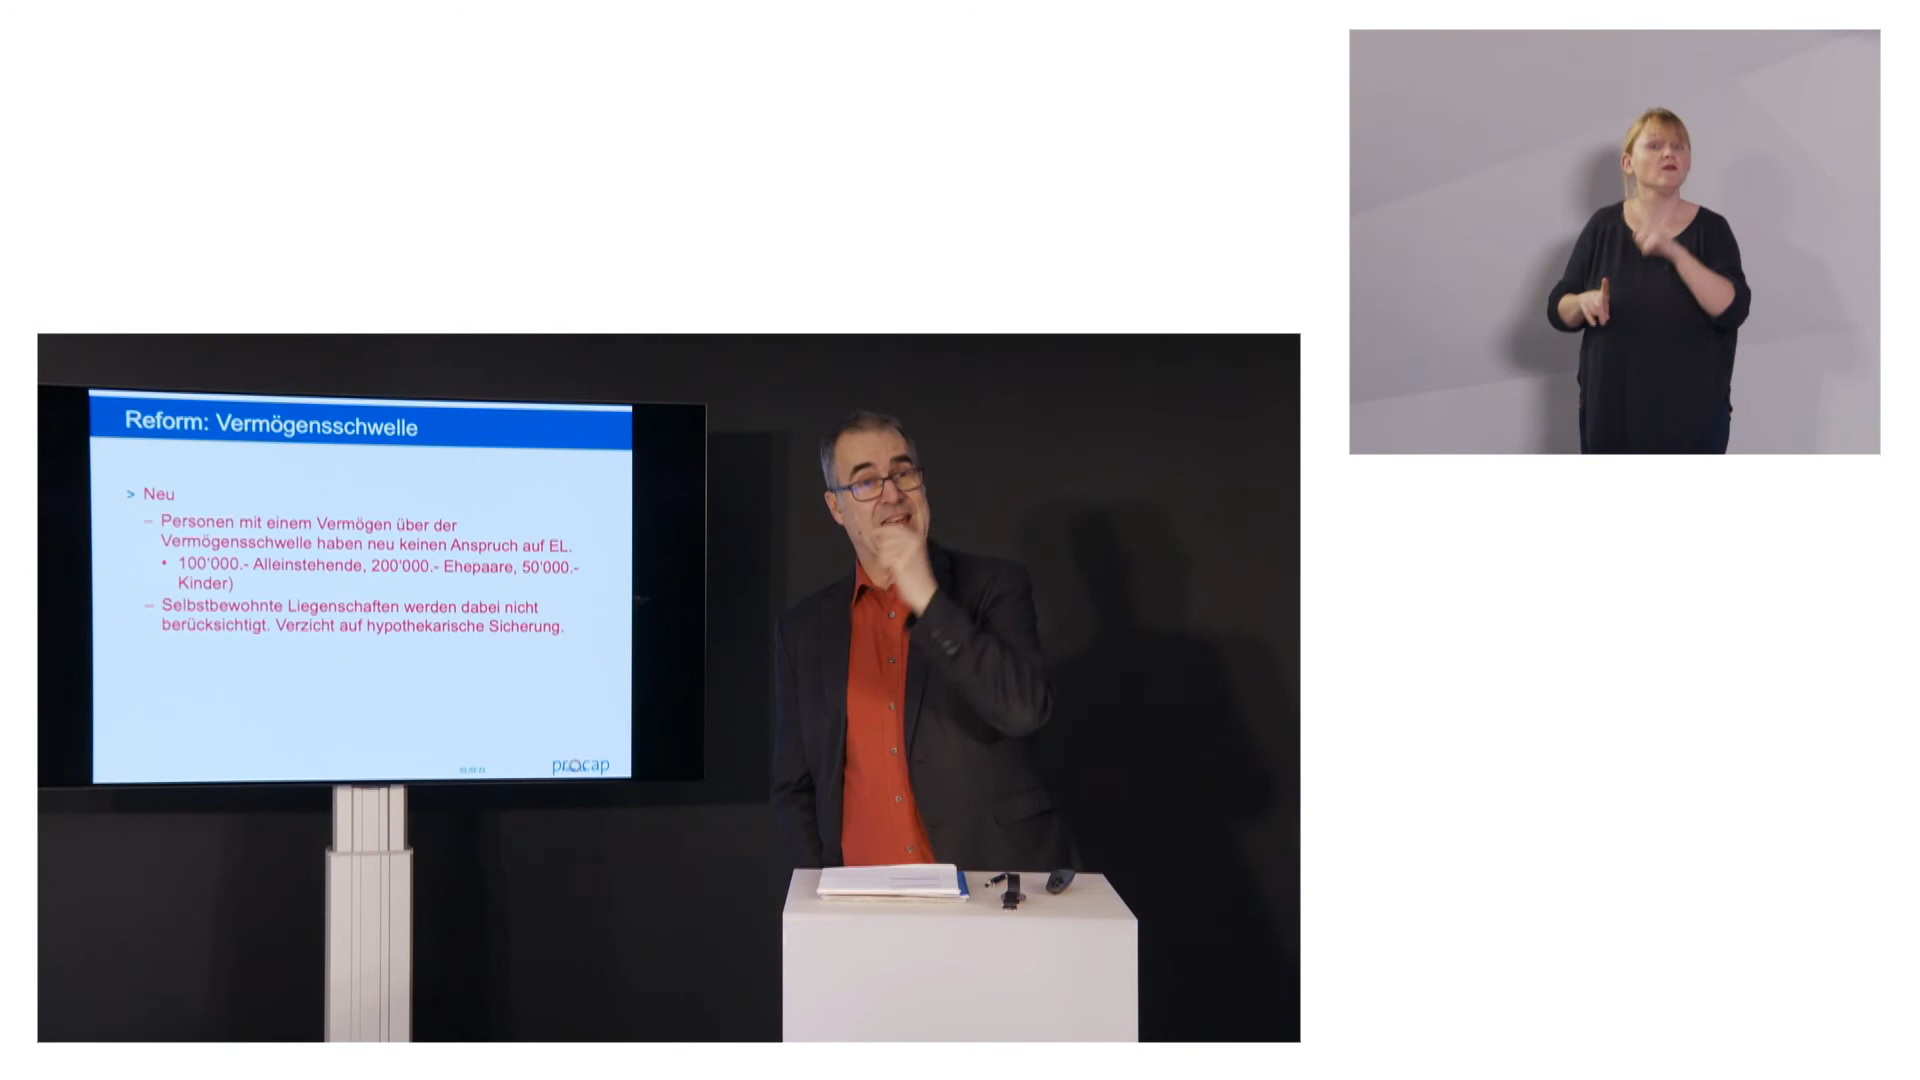 Reform: Vermögensschwelle
> Neu
– Personen mit einem Vermögen über der
Vermögensschwelle haben neu keinen Anspruch auf EL.
• 100'000.- Alleinstehende, 200'000.- Ehepaare, 50'000.-
Kinder)
– Selbstbewohnte Liegenschaften werden dabei nicht
berücksichtigt. Verzicht auf hypothekarische Sicherung.
procap